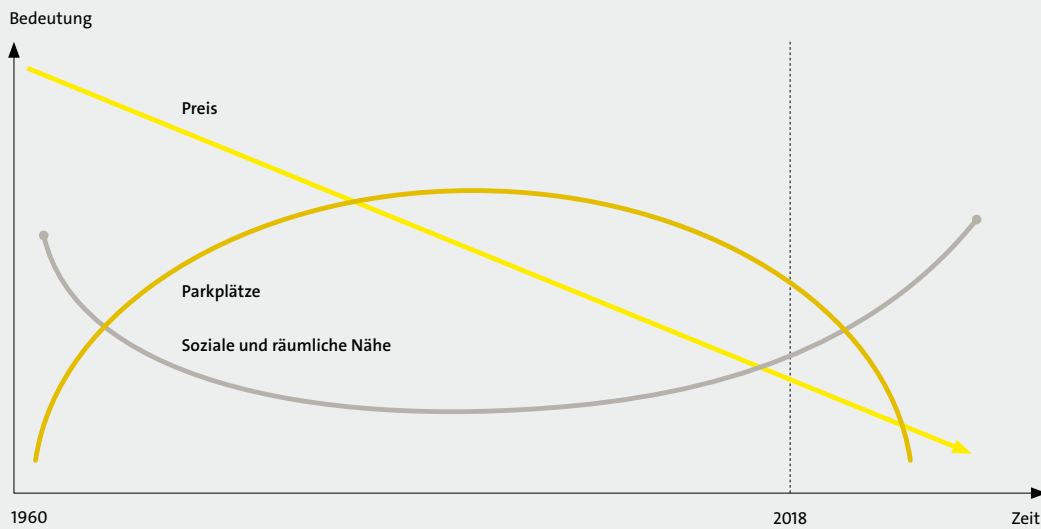 Bedeutung
Preis
Parkplätze
Soziale und räumliche Nähe
1960
2018
Zeit